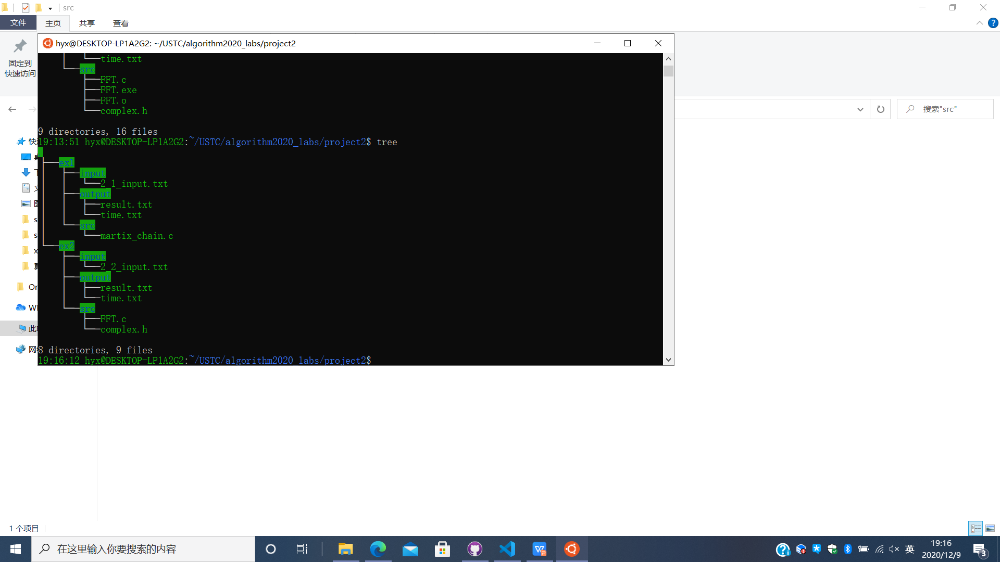 src
文件 主页 共享 查看
固定到
快速访问
搜索"src"
hyx@DESKTOP-LP1A2G2: ~/USTC/algorithm2020_labs/project2
time.txt
src
FFT.c
FFT.exe
FFT.o
complex.h
9 directories, 16 files
19:13:51 hyx@DESKTOP-LP1A2G2:~/USTC/algorithm2020_labs/project2$ tree
.
ex1
input
2_1_input.txt
output
result.txt
time.txt
src
martix_chain.c
ex2
input
2_2_input.txt
output
result.txt
time.txt
src
FFT.c
complex.h
8 directories, 9 files
19:16:12 hyx@DESKTOP-LP1A2G2:~/USTC/algorithm2020_labs/project2$
1 个项目
在这里输入你要搜索的内容
英
19:16
2020/12/9
3